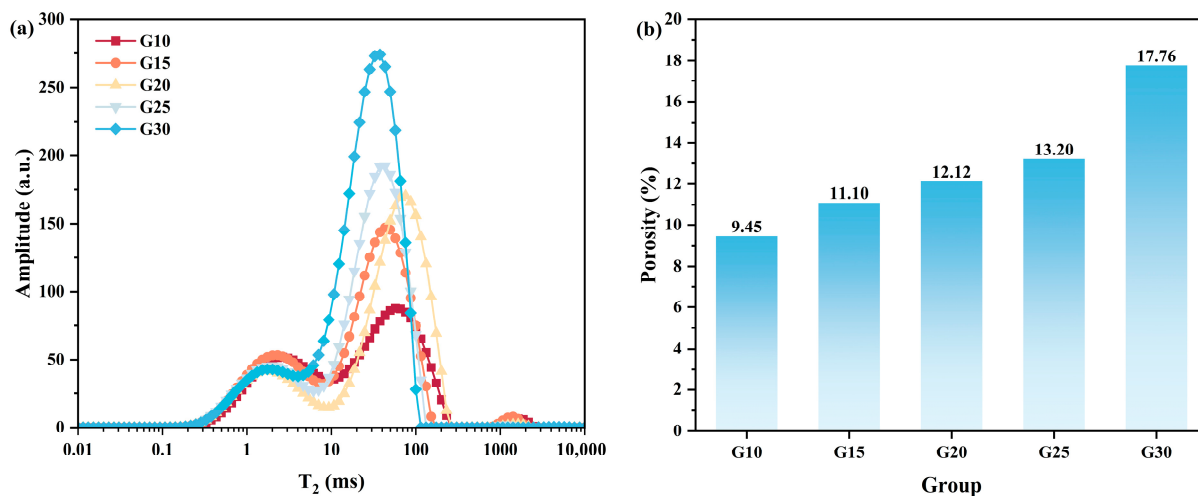 (a)
G10
G15
G20
G25
G30
300
250
200
150
100
50
0
Amplitude (a.u.)
0.01 0.1 1 10 100 1000 10,000
T₂ (ms)
(b)
20
18
16
14
12
10
8
6
4
2
0
Porosity (%)
9.45
11.10
12.12
13.20
17.76
G10 G15 G20 G25 G30
Group